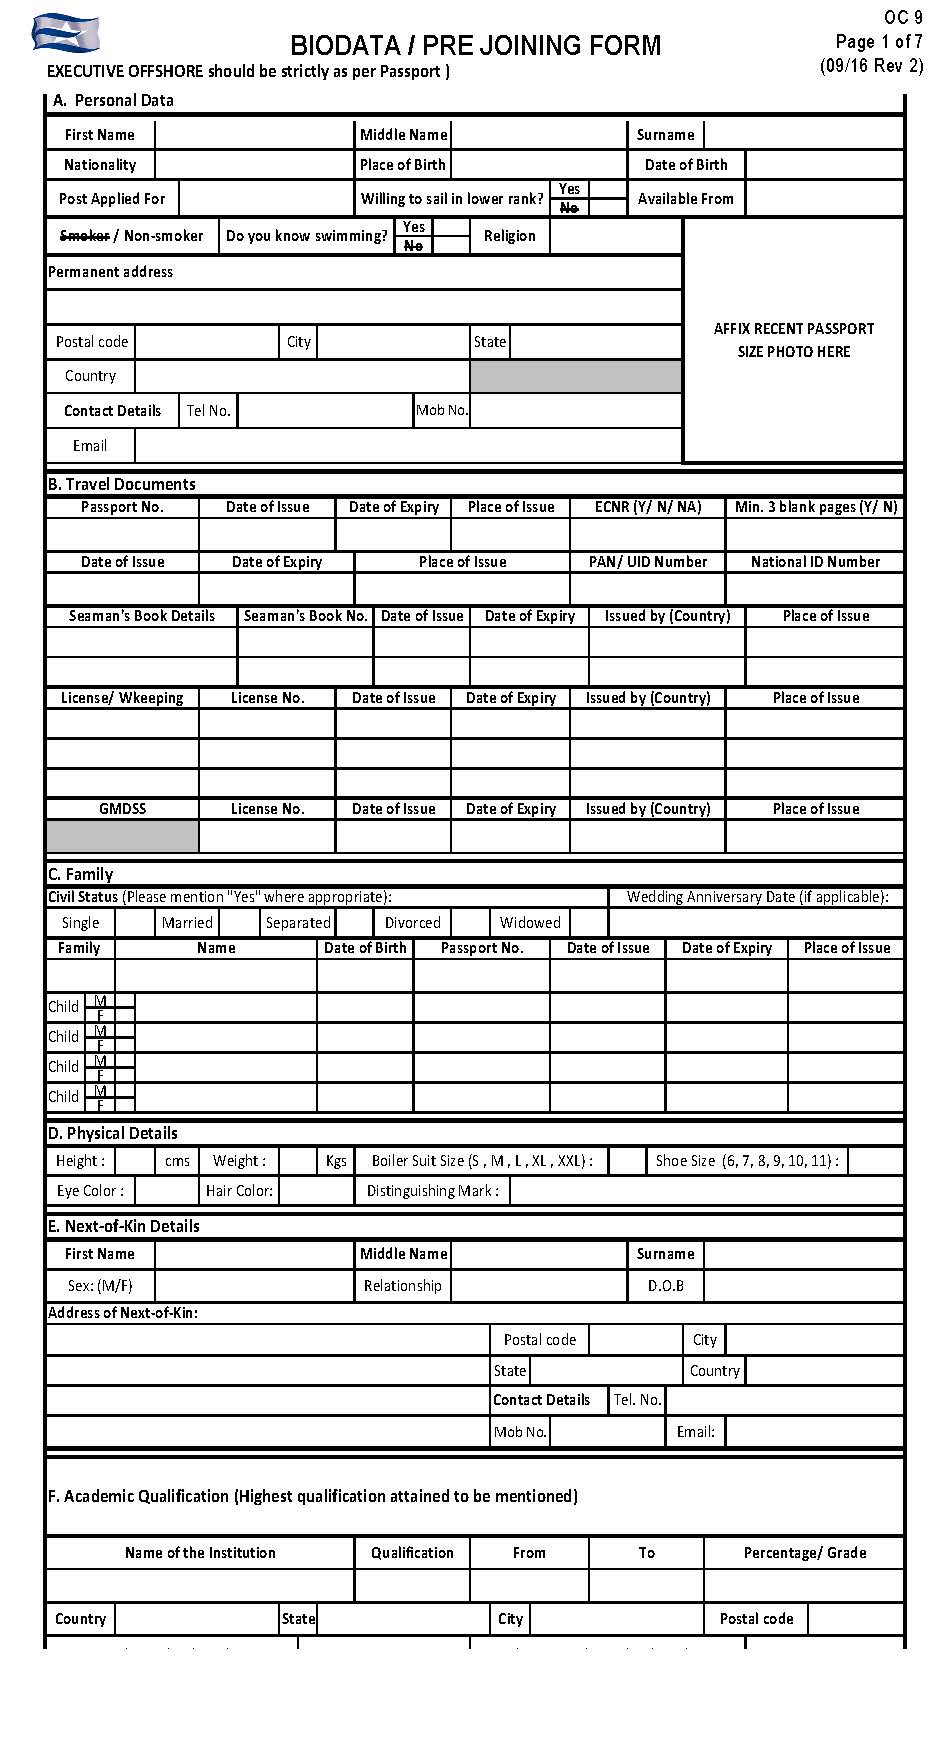 OC 9
BIODATA / PRE JOINING FORM
Page 1 of 7
EXECUTIVE OFFSHORE should be strictly as per Passport )
(09/16 Rev 2)
A. Personal Data
First Name Middle Name Surname
Nationality Place of Birth Date of Birth
Post Applied For Willing to sail in lower rank? Yes No Available From
Smoker / Non-smoker Do you know swimming? Yes No Religion
Permanent address
AFFIX RECENT PASSPORT
SIZE PHOTO HERE
Postal code City State
Country
Contact Details Tel No. Mob No.
Email
B. Travel Documents
Passport No. Date of Issue Date of Expiry Place of Issue ECNR (Y/ N/ NA) Min. 3 blank pages (Y/ N)
Date of Issue Date of Expiry Place of Issue PAN/ UID Number National ID Number
Seaman's Book Details Seaman's Book No. Date of Issue Date of Expiry Issued by (Country) Place of Issue
License/ Wkeeping License No. Date of Issue Date of Expiry Issued by (Country) Place of Issue
GMDSS License No. Date of Issue Date of Expiry Issued by (Country) Place of Issue
C. Family
Civil Status (Please mention "Yes" where appropriate): Wedding Anniversary Date (if applicable):
Single Married Separated Divorced Widowed
Family Name Date of Birth Passport No. Date of Issue Date of Expiry Place of Issue
Child M F
Child M F
Child M F
Child M F
D. Physical Details
Height : cms Weight : Kgs Boiler Suit Size (S , M , L , XL , XXL) : Shoe Size (6, 7, 8, 9, 10, 11) :
Eye Color : Hair Color: Distinguishing Mark :
E. Next-of-Kin Details
First Name Middle Name Surname
Sex: (M/F) Relationship D.O.B
Address of Next-of-Kin:
Postal code City
State Country
Contact Details Tel. No.
Mob No. Email:
F. Academic Qualification (Highest qualification attained to be mentioned)
Name of the Institution Qualification From To Percentage/ Grade
Country State City Postal code